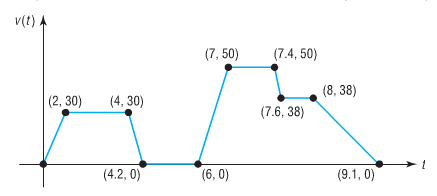 v(t)
(7, 50) (7.4, 50)
(2, 30) (4, 30) (8, 38)
(7.6, 38)
t
(4.2, 0) (6, 0) (9.1, 0)